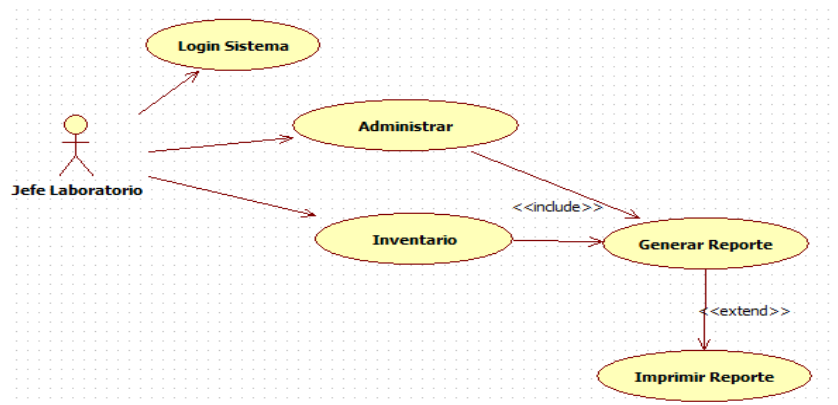 Login Sistema
Administrar
Jefe Laboratorio
<<include>>
Inventario
Generar Reporte
<<extend>>
Imprimir Reporte